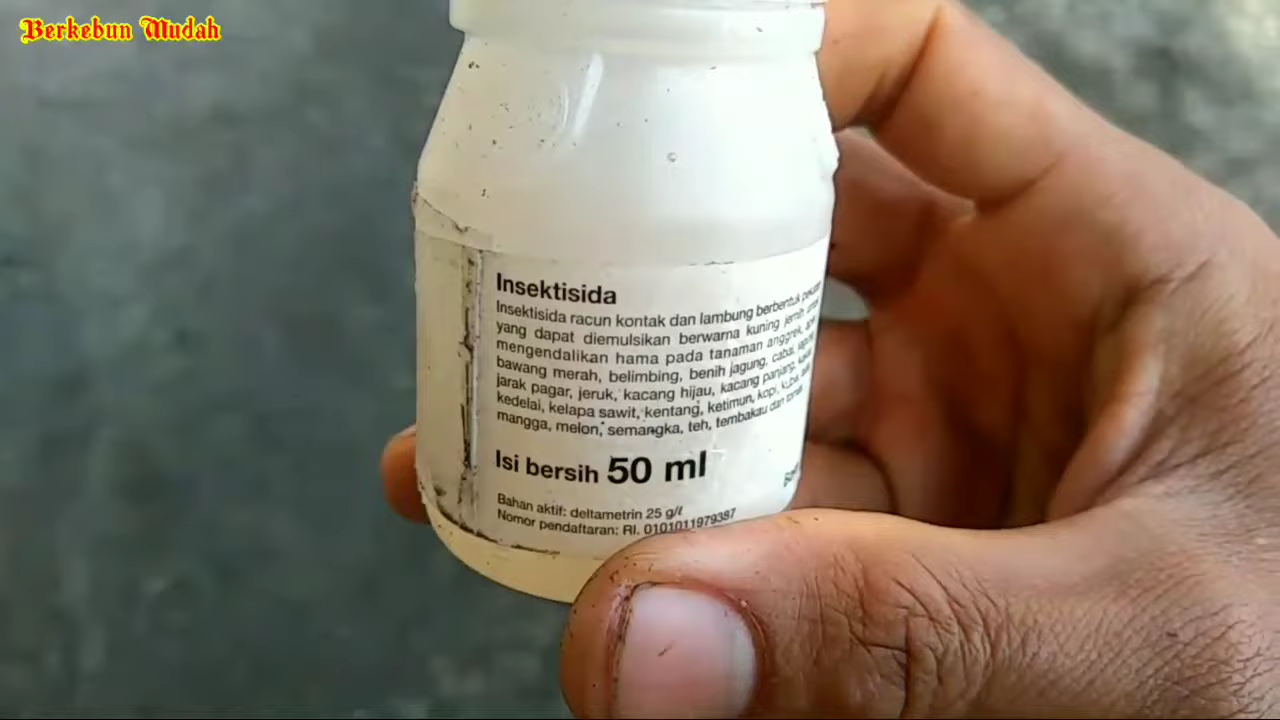 Berkebun Mudah
Insektisida
Insektisida racun kontak dan lambung berbentuk
yang dapat diemulsikan berwarna kuning jernih
mengendalikan hama pada tanaman anggrek,
bawang merah, belimbing, benih jagung, cabai,
jarak pagar, jeruk, kacang hijau, kacang panjang,
kedelai, kelapa sawit, kentang, ketimun, kopi,
mangga, melon, semangka, teh, tembakau dan
Isi bersih 50 ml
Bahan aktif: deltametrin 25 g/ℓ
Nomor pendaftaran: RI. 0101011979387